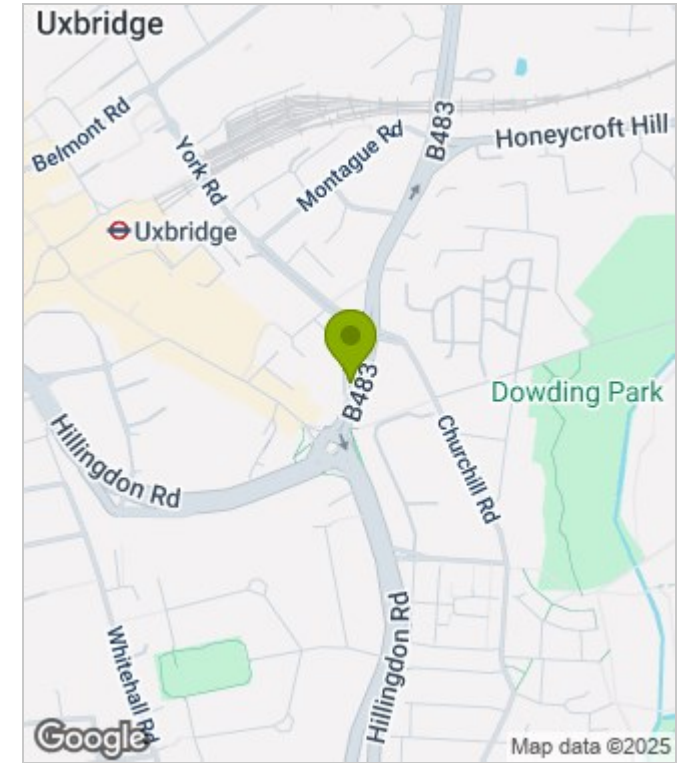 Uxbridge
Belmont Rd
York Rd
Montague Rd
B483
Honeycroft Hill
Uxbridge
B483
Dowding Park
Hillingdon Rd
Churchill Rd
Hillingdon Rd
Whitehall Rd
Google
Map data ©2025